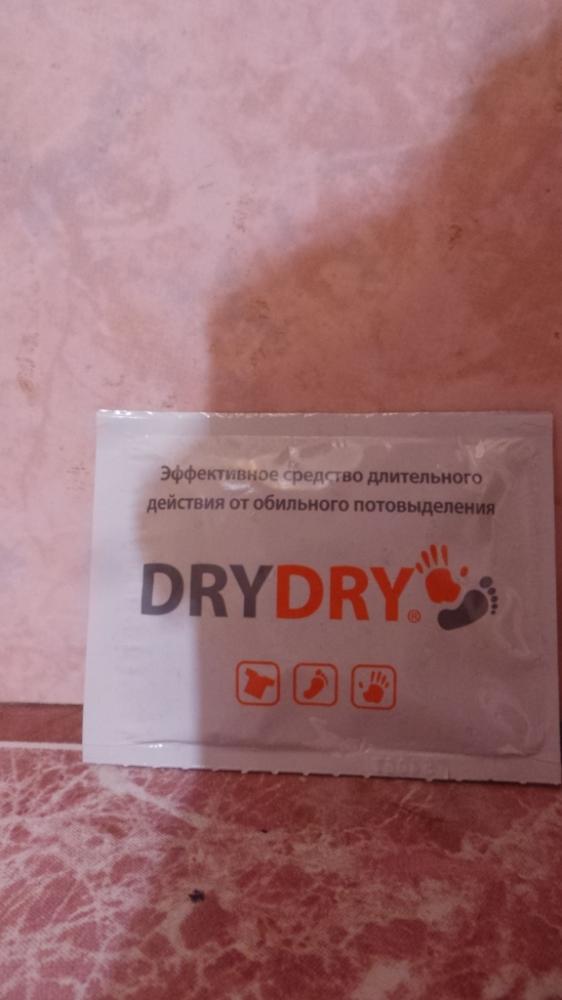 Эффективное средство длительного
действия от обильного потовыделения
DRYDRY®